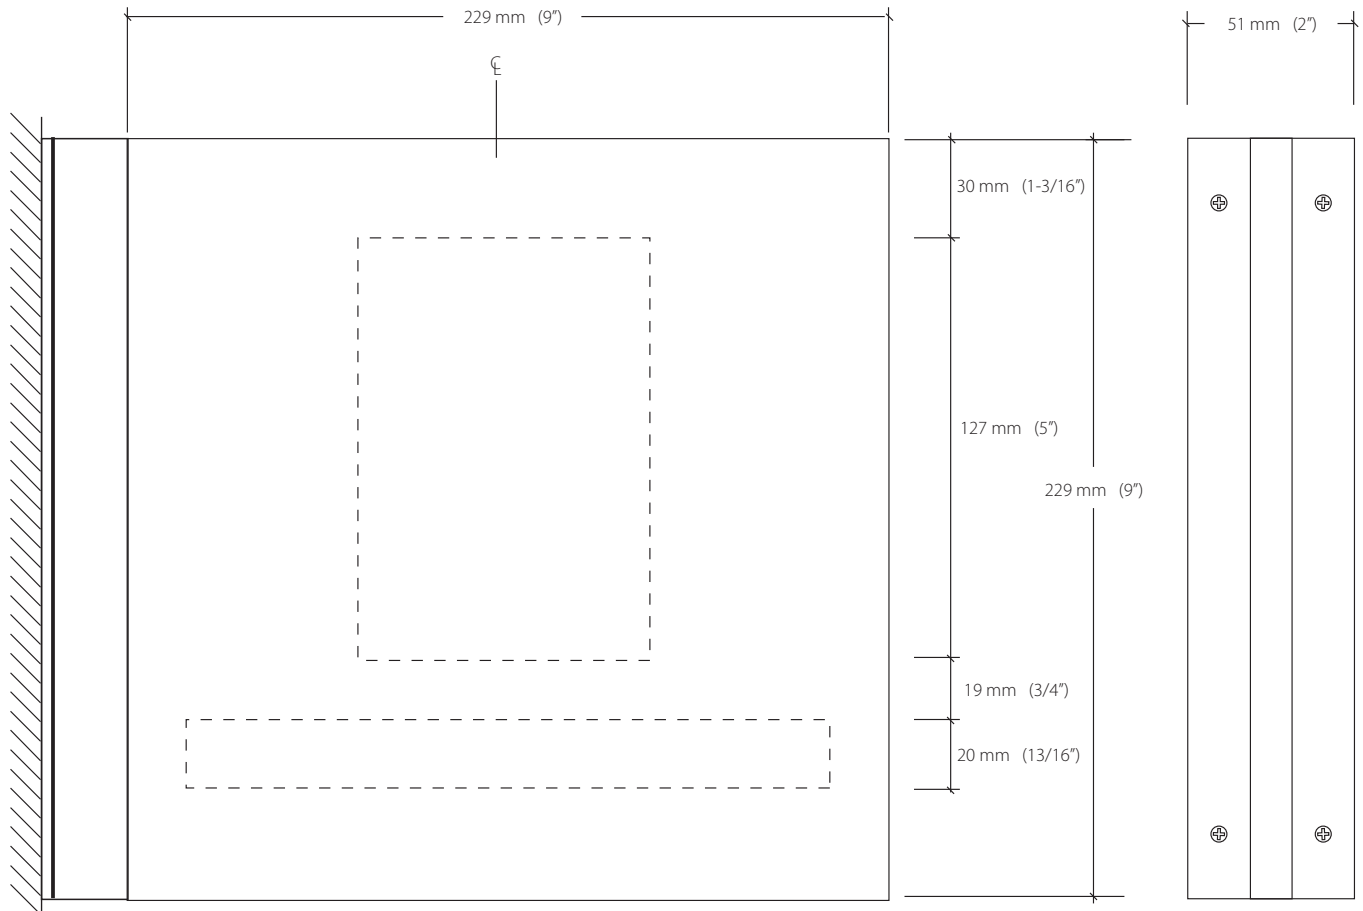 229 mm (9")
51 mm (2")
℄
30 mm (1-3/16")
127 mm (5")
229 mm (9")
19 mm (3/4")
20 mm (13/16")